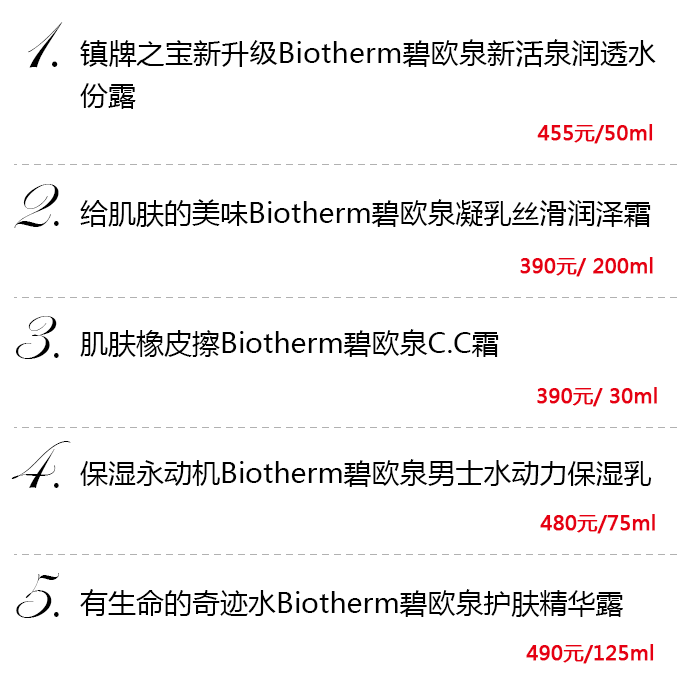 1. 镇牌之宝新升级Biotherm碧欧泉新活泉润透水
份露
455元/50ml
2. 给肌肤的美味Biotherm碧欧泉凝乳丝滑润泽霜
390元/ 200ml
3. 肌肤橡皮擦Biotherm碧欧泉C.C霜
390元/ 30ml
4. 保湿永动机Biotherm碧欧泉男士水动力保湿乳
480元/75ml
5. 有生命的奇迹水Biotherm碧欧泉护肤精华露
490元/125ml